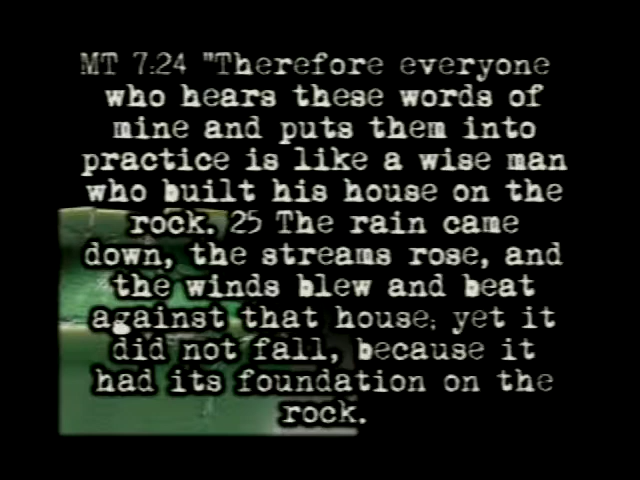 MT 7:24 "Therefore everyone
who hears these words of
mine and puts them into
practice is like a wise man
who built his house on the
rock. 25 The rain came
down, the streams rose, and
the winds blew and beat
against that house; yet it
did not fall, because it
had its foundation on the
rock.